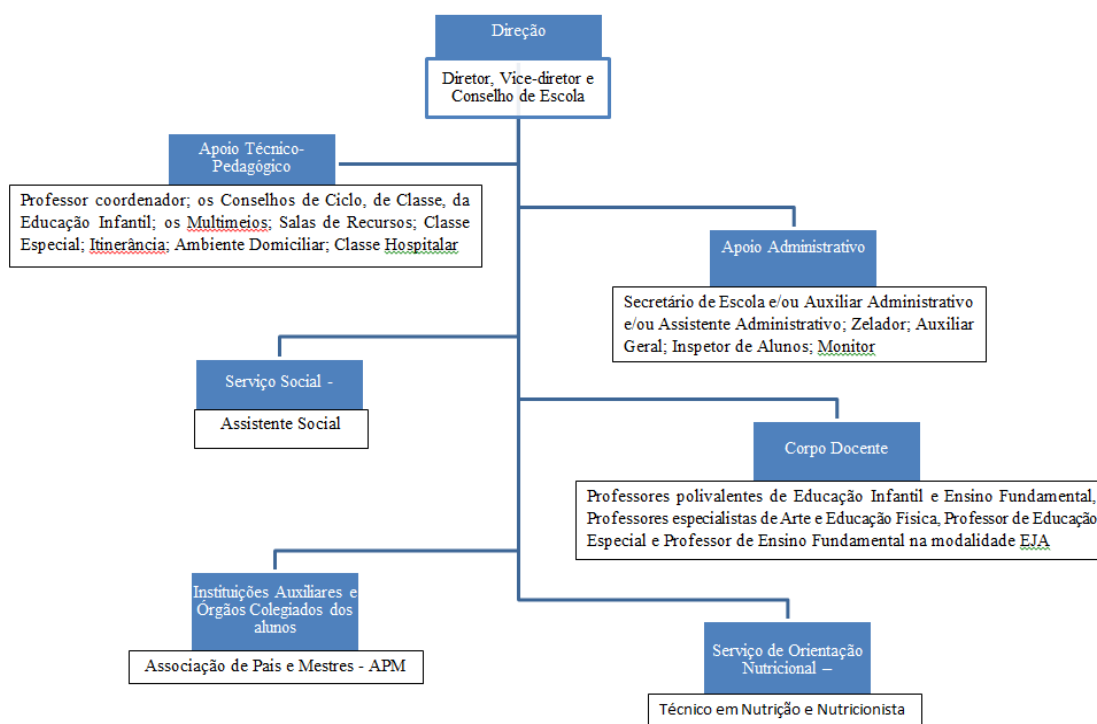 Direção
Diretor, Vice-diretor e
Conselho de Escola
Apoio Técnico-
Pedagógico
Professor coordenador; os Conselhos de Ciclo, de Classe, da
Educação Infantil; os Multimeios; Salas de Recursos; Classe
Especial; Itinerância; Ambiente Domiciliar; Classe Hospitalar
Apoio Administrativo
Secretário de Escola e/ou Auxiliar Administrativo
e/ou Assistente Administrativo; Zelador; Auxiliar
Geral; Inspetor de Alunos; Monitor
Serviço Social -
Assistente Social
Corpo Docente
Professores polivalentes de Educação Infantil e Ensino Fundamental,
Professores especialistas de Arte e Educação Física, Professor de Educação
Especial e Professor de Ensino Fundamental na modalidade EJA
Instituições Auxiliares e
Órgãos Colegiados dos
alunos
Associação de Pais e Mestres - APM
Serviço de Orientação
Nutricional –
Técnico em Nutrição e Nutricionista